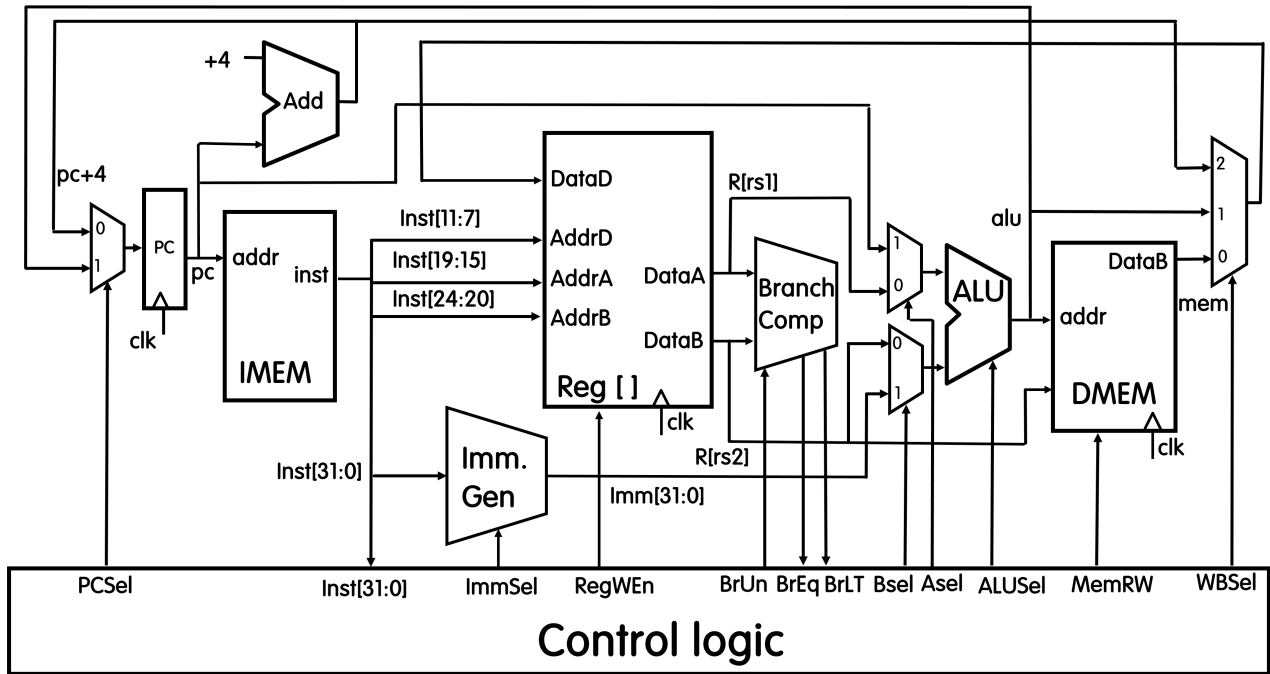 +4
Add
pc+4
0
1
PC
clk
pc
addr
inst
IMEM
Inst[11:7]
Inst[19:15]
Inst[24:20]
DataD
AddrD
AddrA
AddrB
DataA
DataB
Reg [ ]
clk
R[rs1]
Branch
Comp
R[rs2]
1
0
0
1
ALU
alu
addr
DataB
DMEM
clk
mem
2
1
0
Inst[31:0]
Imm.
Gen
Imm[31:0]
PCSel
Inst[31:0]
ImmSel
RegWEn
BrUn
BrEq
BrLT
Bsel
Asel
ALUSel
MemRW
WBSel
Control logic